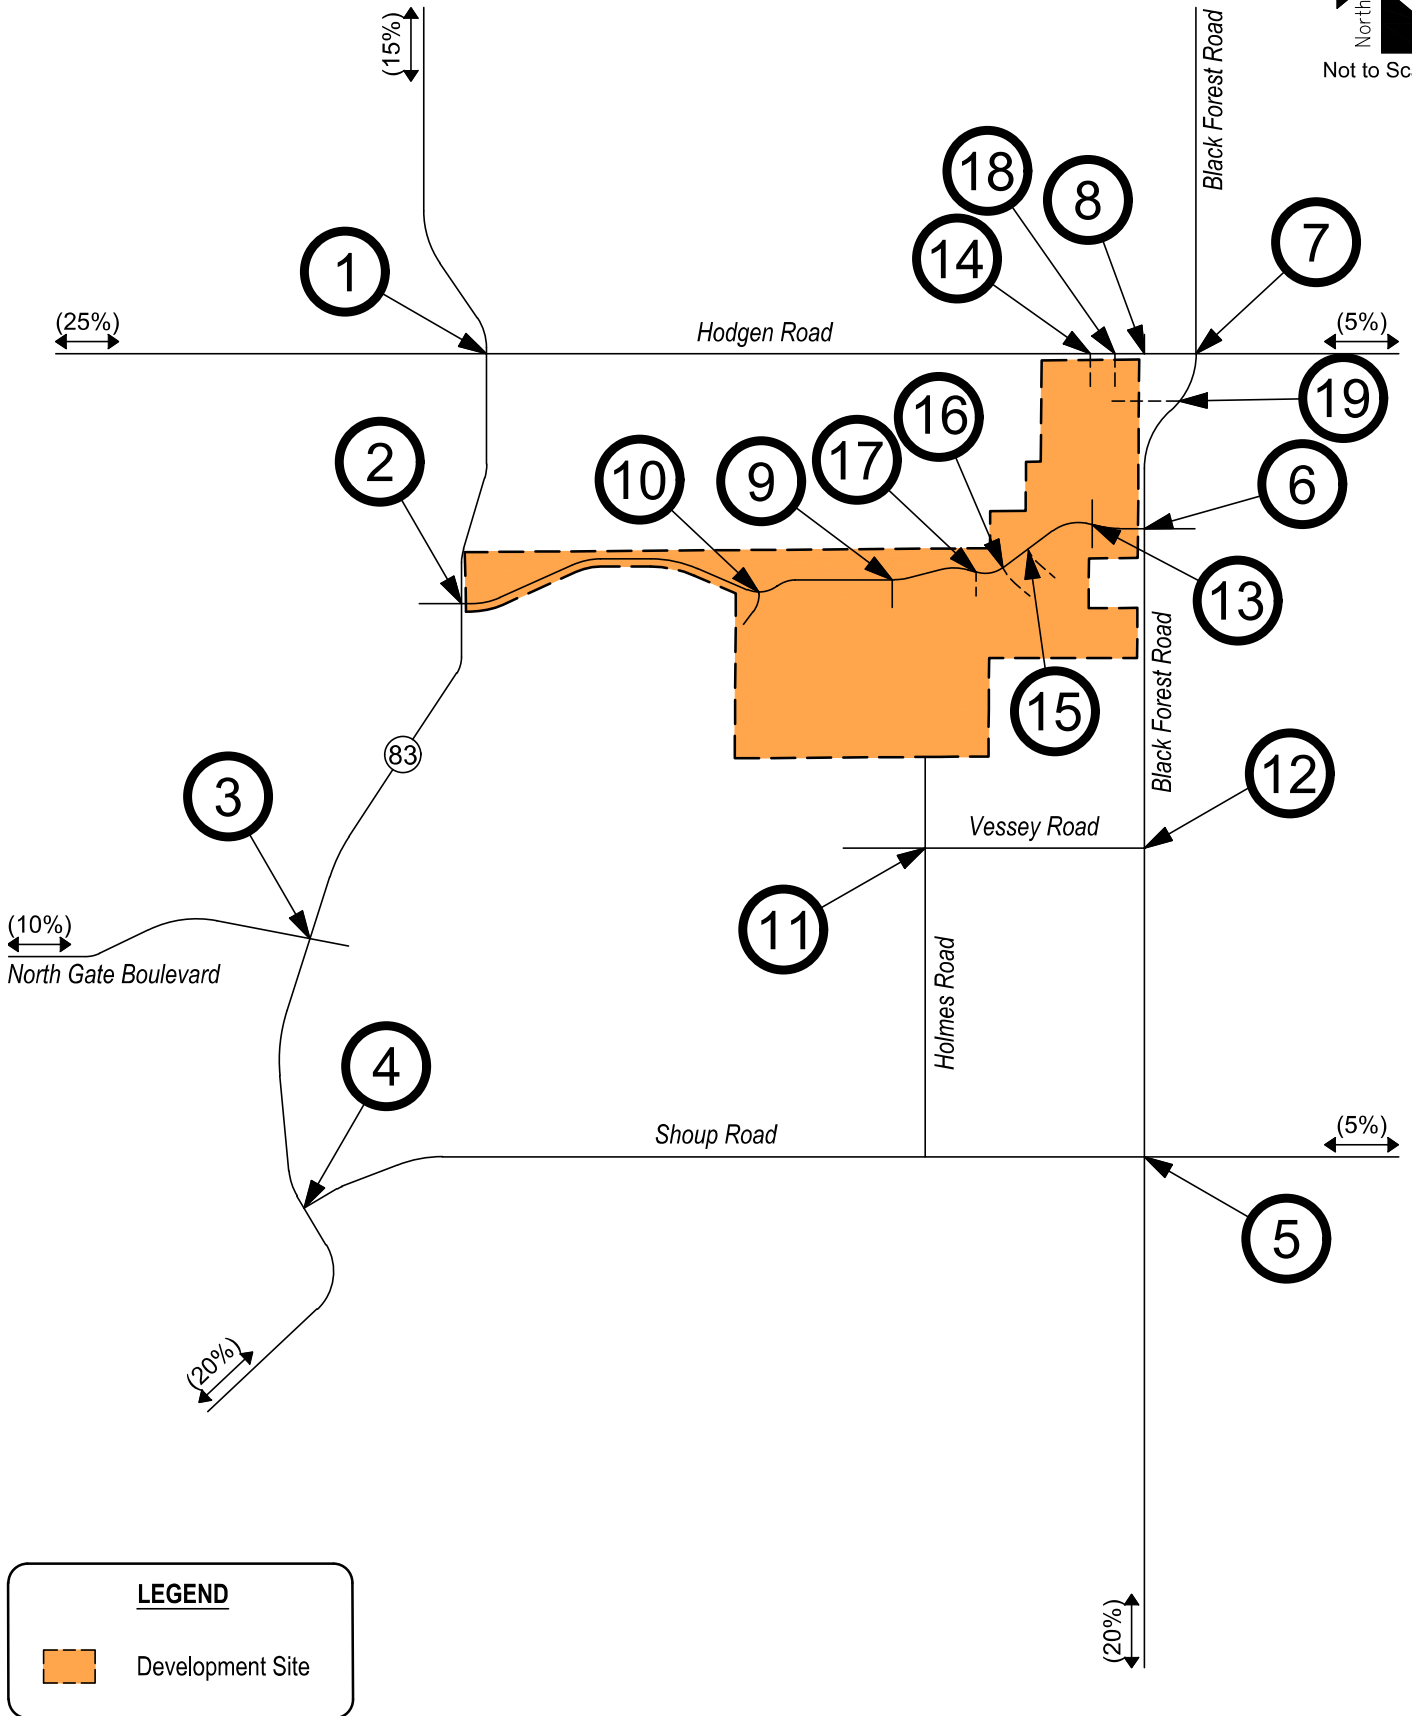 (15%)
Black Forest Road
North
Not to Sc
18
8
14
7
1
(25%)
Hodgen Road
(5%)
19
16
2
17
10
9
6
13
Black Forest Road
15
83
12
3
Vessey Road
(10%)
11
North Gate Boulevard
Holmes Road
4
Shoup Road
(5%)
5
(20%)
(20%)
LEGEND
Development Site